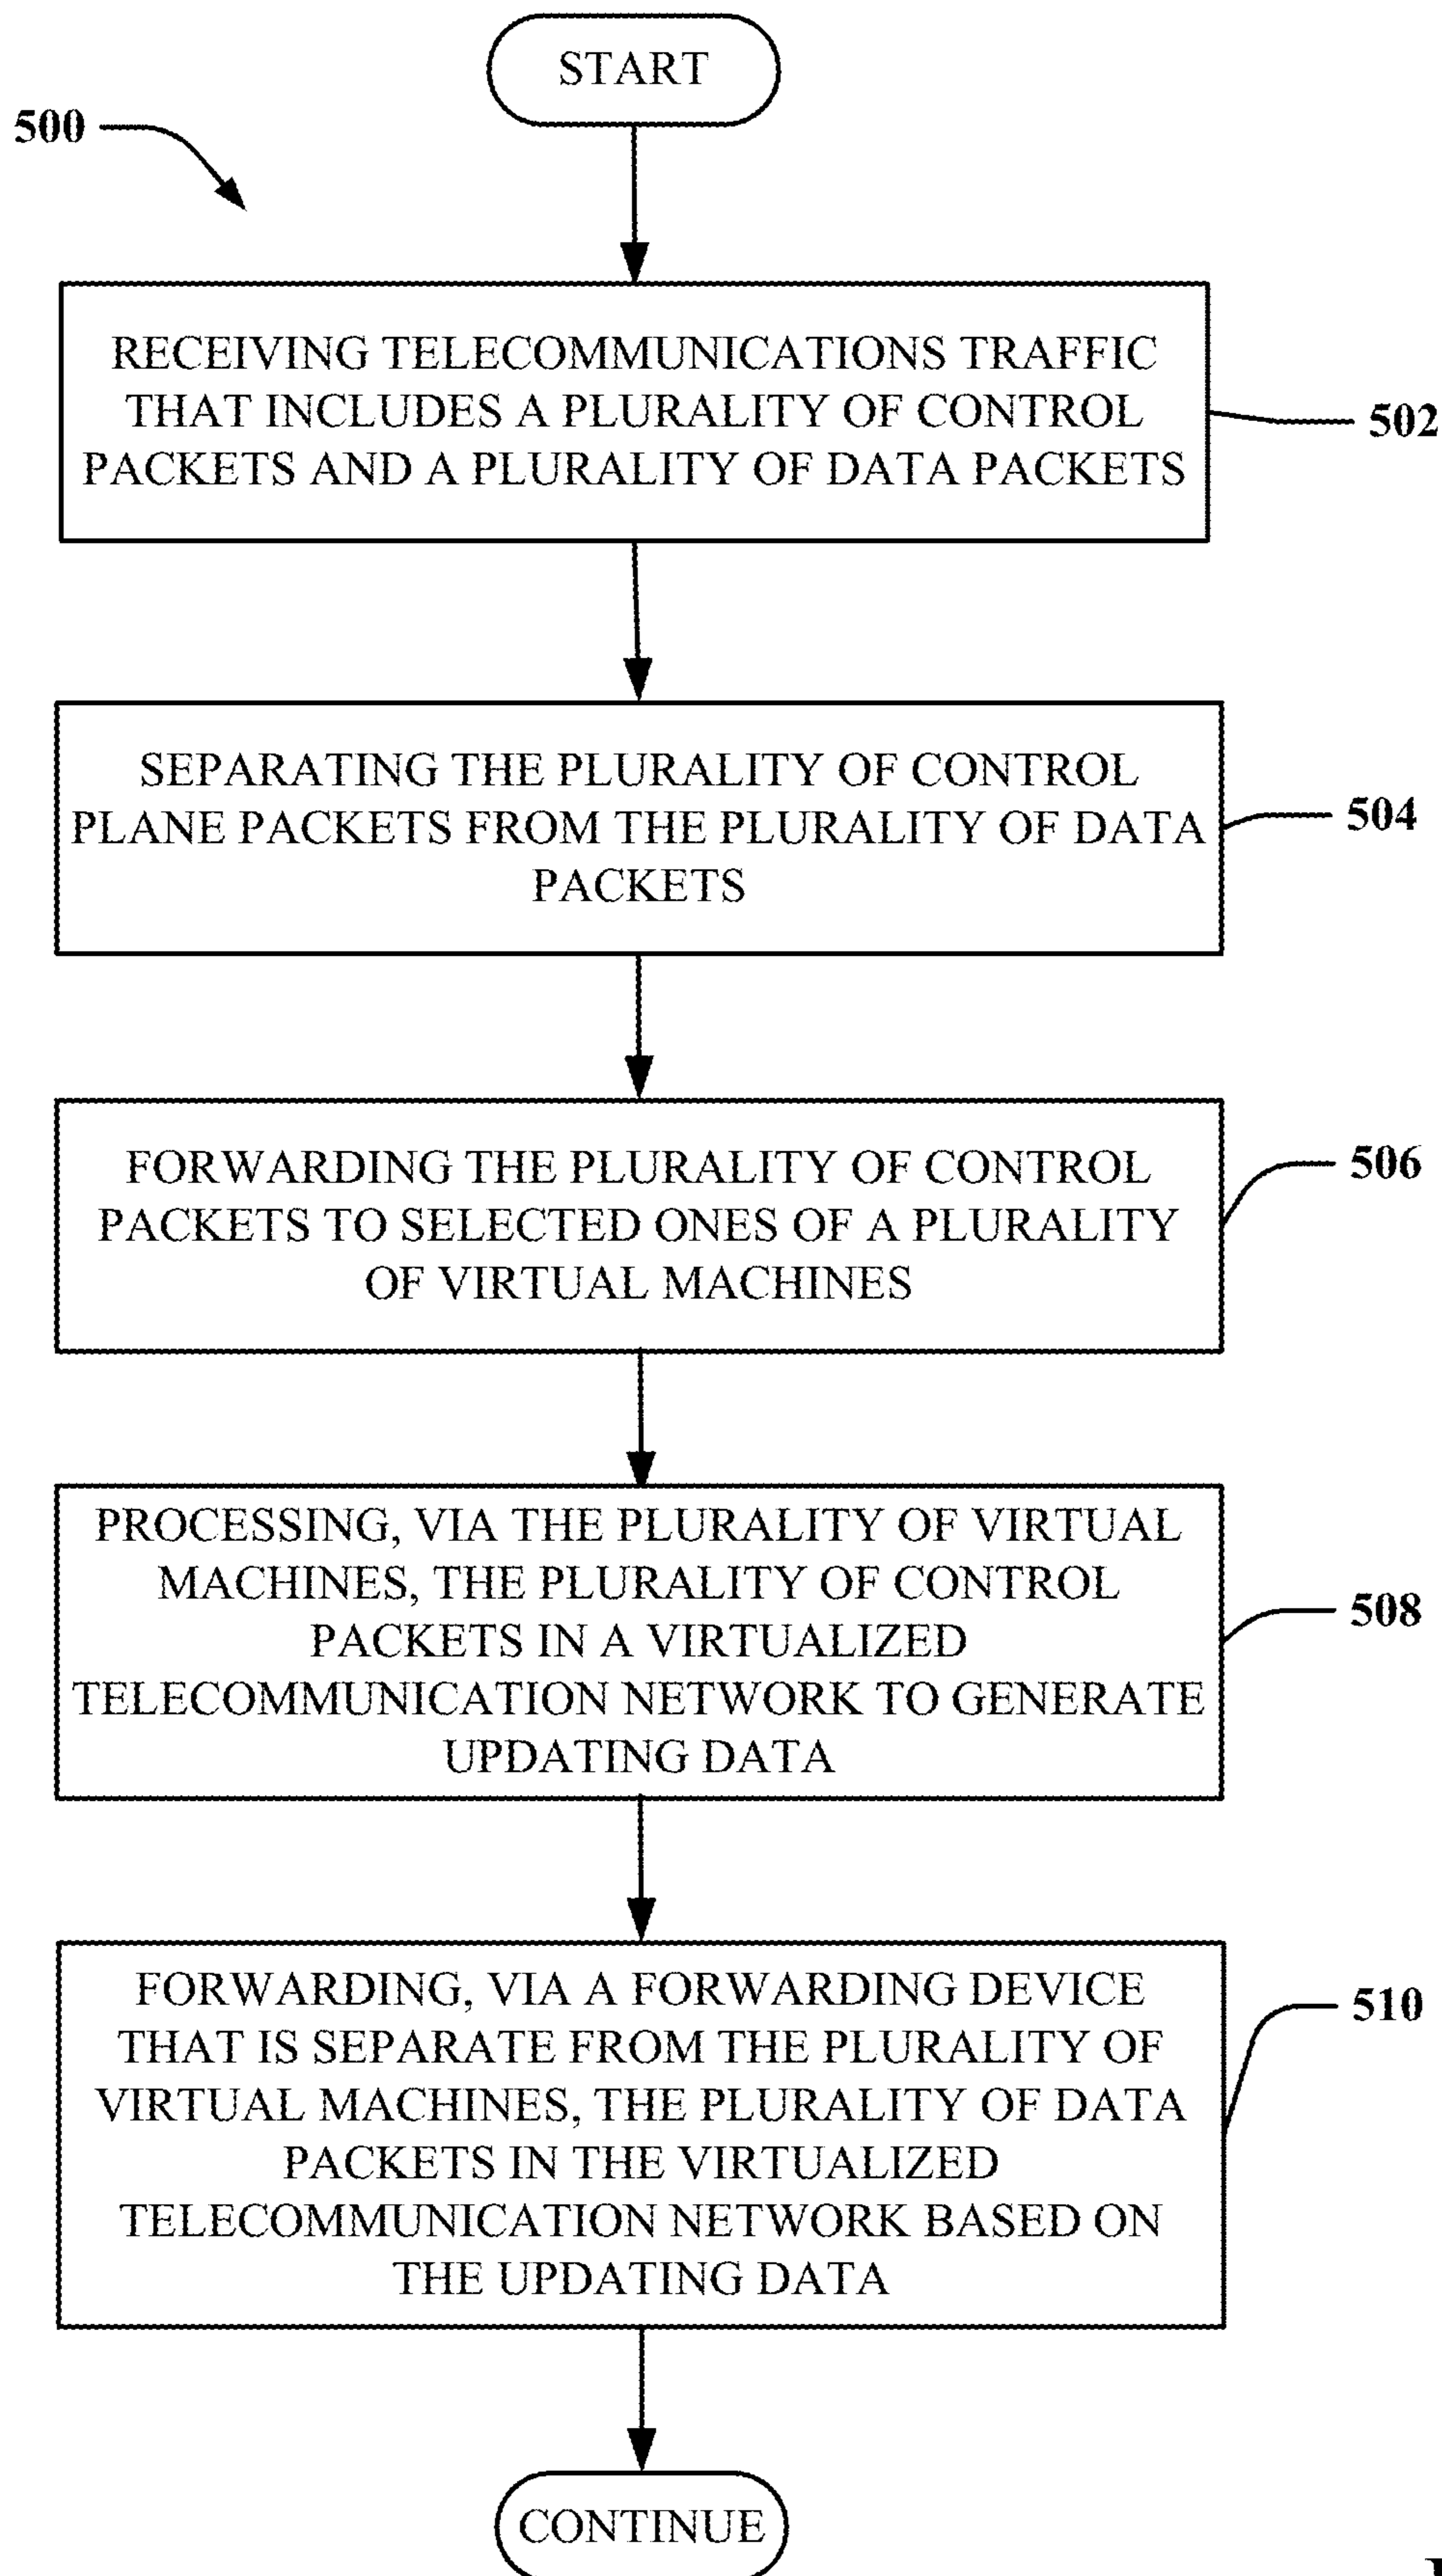 START
500
RECEIVING TELECOMMUNICATIONS TRAFFIC
THAT INCLUDES A PLURALITY OF CONTROL
PACKETS AND A PLURALITY OF DATA PACKETS
502
SEPARATING THE PLURALITY OF CONTROL
PLANE PACKETS FROM THE PLURALITY OF DATA
PACKETS
504
FORWARDING THE PLURALITY OF CONTROL
PACKETS TO SELECTED ONES OF A PLURALITY
OF VIRTUAL MACHINES
506
PROCESSING, VIA THE PLURALITY OF VIRTUAL
MACHINES, THE PLURALITY OF CONTROL
PACKETS IN A VIRTUALIZED
TELECOMMUNICATION NETWORK TO GENERATE
UPDATING DATA
508
FORWARDING, VIA A FORWARDING DEVICE
THAT IS SEPARATE FROM THE PLURALITY OF
VIRTUAL MACHINES, THE PLURALITY OF DATA
PACKETS IN THE VIRTUALIZED
TELECOMMUNICATION NETWORK BASED ON
THE UPDATING DATA
510
CONTINUE